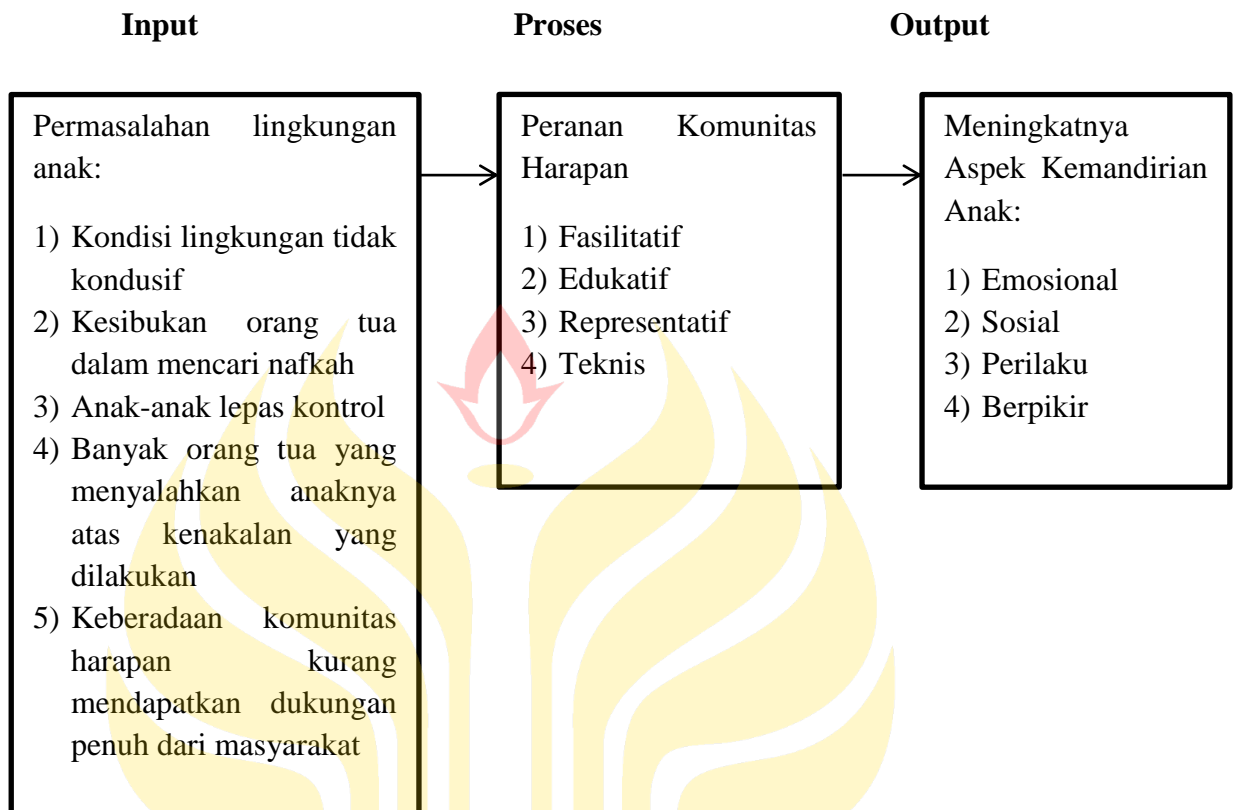 Input
Proses
Output
Permasalahan lingkungan
anak:
1) Kondisi lingkungan tidak
kondusif
2) Kesibukan orang tua
dalam mencari nafkah
3) Anak-anak lepas kontrol
4) Banyak orang tua yang
menyalahkan anaknya
atas kenakalan yang
dilakukan
5) Keberadaan komunitas
harapan kurang
mendapatkan dukungan
penuh dari masyarakat
Peranan Komunitas
Harapan
1) Fasilitatif
2) Edukatif
3) Representatif
4) Teknis
Meningkatnya
Aspek Kemandirian
Anak:
1) Emosional
2) Sosial
3) Perilaku
4) Berpikir